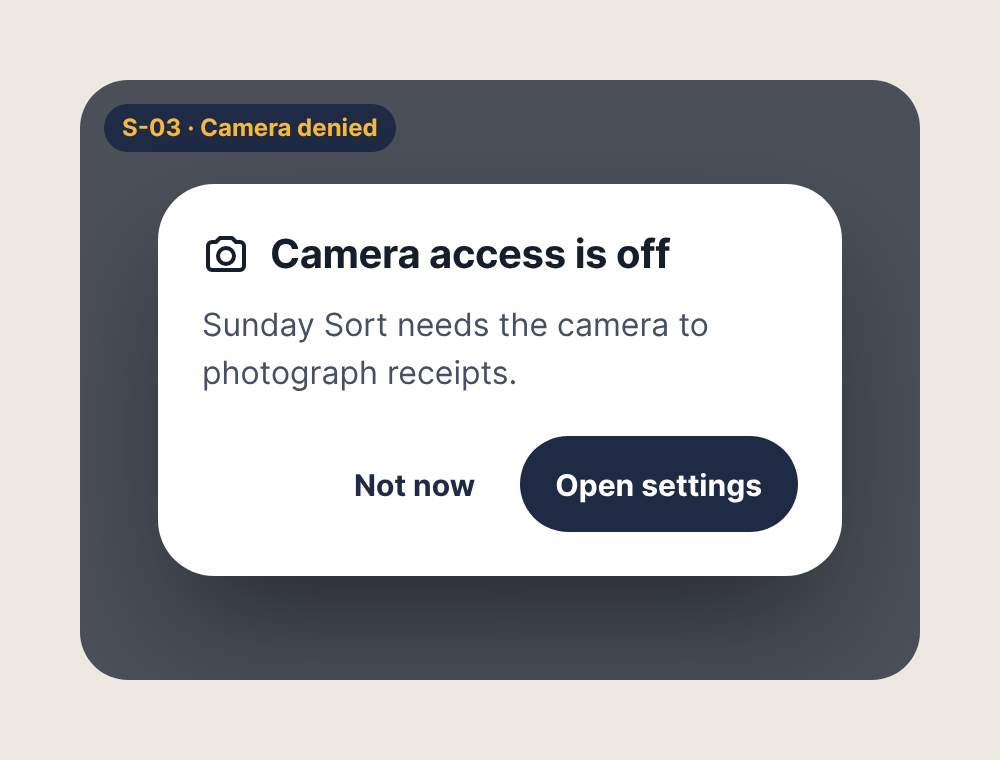 S-03 · Camera denied
Camera access is off
Sunday Sort needs the camera to
photograph receipts.
Not now
Open settings